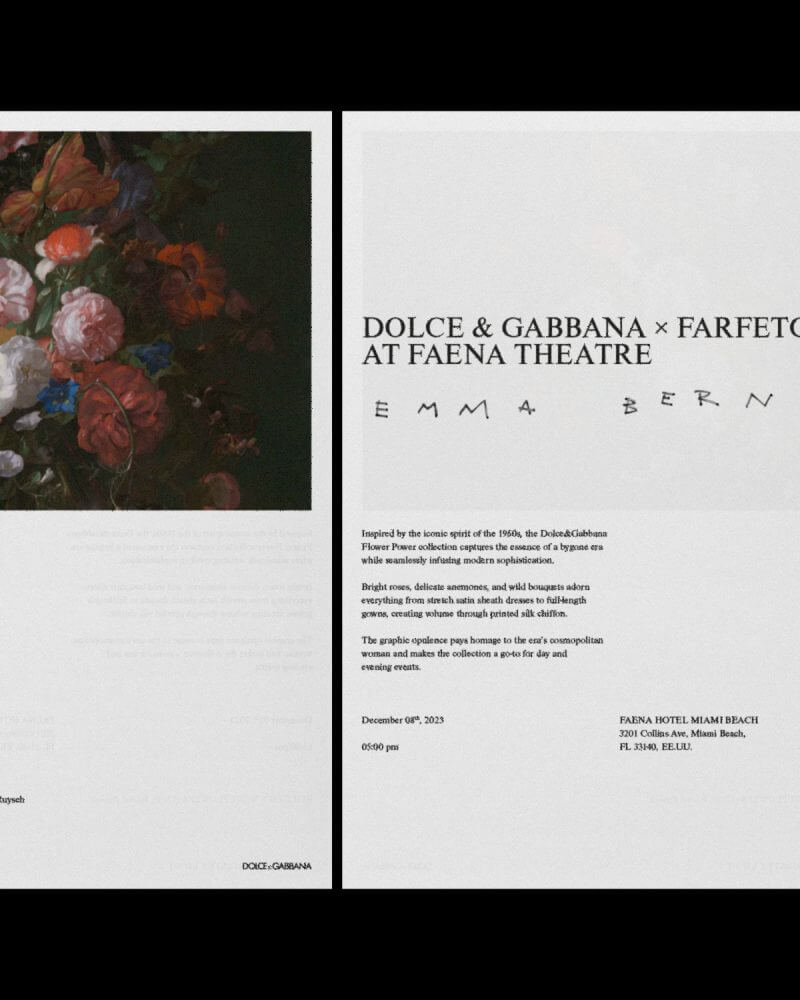 Ruysch
DOLCE&GABBANA
DOLCE & GABBANA × FARFETC
AT FAENA THEATRE
EMMA BERN
Inspired by the iconic spirit of the 1960s, the Dolce&Gabbana
Flower Power collection captures the essence of a bygone era
while seamlessly infusing modern sophistication.
Bright roses, delicate anemones, and wild bouquets adorn
everything from stretch satin sheath dresses to full-length
gowns, creating volume through printed silk chiffon.
The graphic opulence pays homage to the era's cosmopolitan
woman and makes the collection a go-to for day and
evening events.
December 08th, 2023
05:00 pm
FAENA HOTEL MIAMI BEACH
3201 Collins Ave, Miami Beach,
FL 33140, EE.UU.